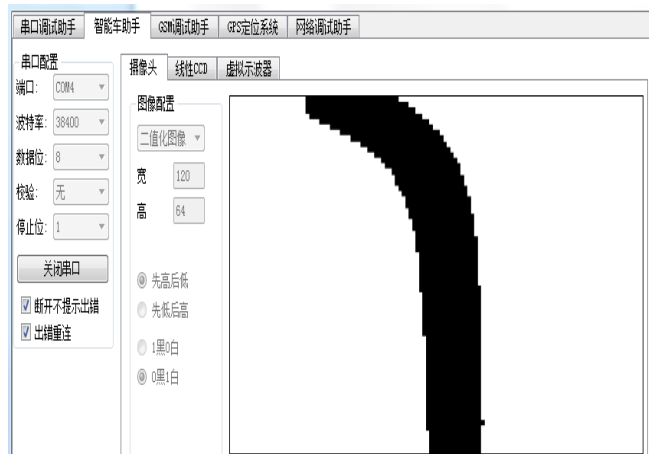 串口调试助手 智能车助手 GSM调试助手 GPS定位系统 网络调试助手
串口配置
端口: COM4
波特率: 38400
数据位: 8
校验: 无
停止位: 1
关闭串口
断开不提示出错
出错重连
摄像头 线性CCD 虚拟示波器
图像配置
二值化图像
宽 120
高 64
先高后低
先低后高
1黑0白
0黑1白